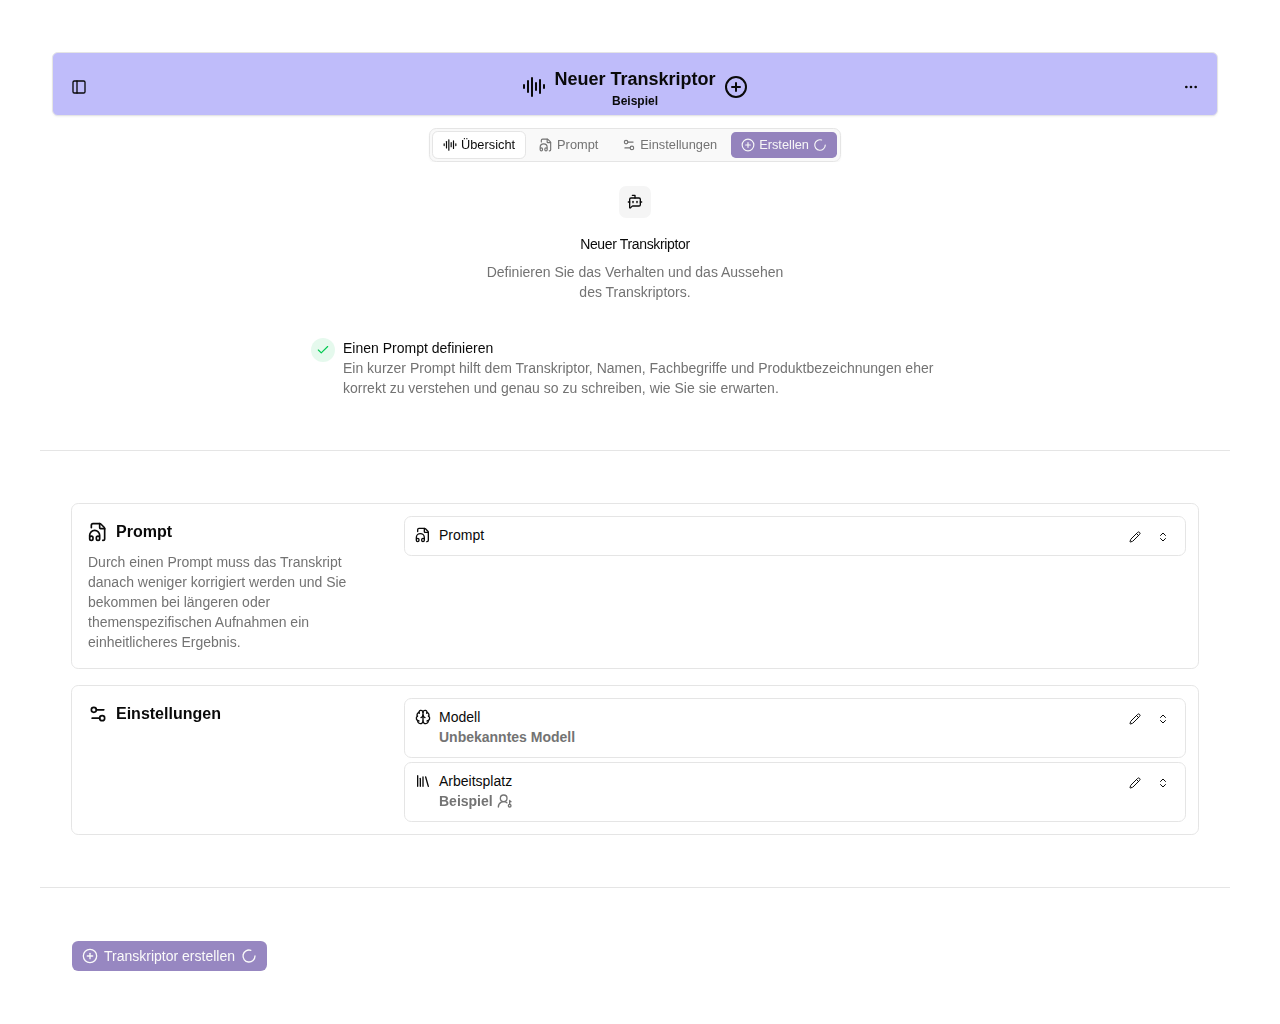 Neuer Transkriptor
Beispiel
Übersicht
Prompt
Einstellungen
Erstellen
Neuer Transkriptor
Definieren Sie das Verhalten und das Aussehen
des Transkriptors.
Einen Prompt definieren
Ein kurzer Prompt hilft dem Transkriptor, Namen, Fachbegriffe und Produktbezeichnungen eher
korrekt zu verstehen und genau so zu schreiben, wie Sie sie erwarten.
Prompt
Durch einen Prompt muss das Transkript
danach weniger korrigiert werden und Sie
bekommen bei längeren oder
themenspezifischen Aufnahmen ein
einheitlicheres Ergebnis.
Prompt
Einstellungen
Modell
Unbekanntes Modell
Arbeitsplatz
Beispiel
Transkriptor erstellen